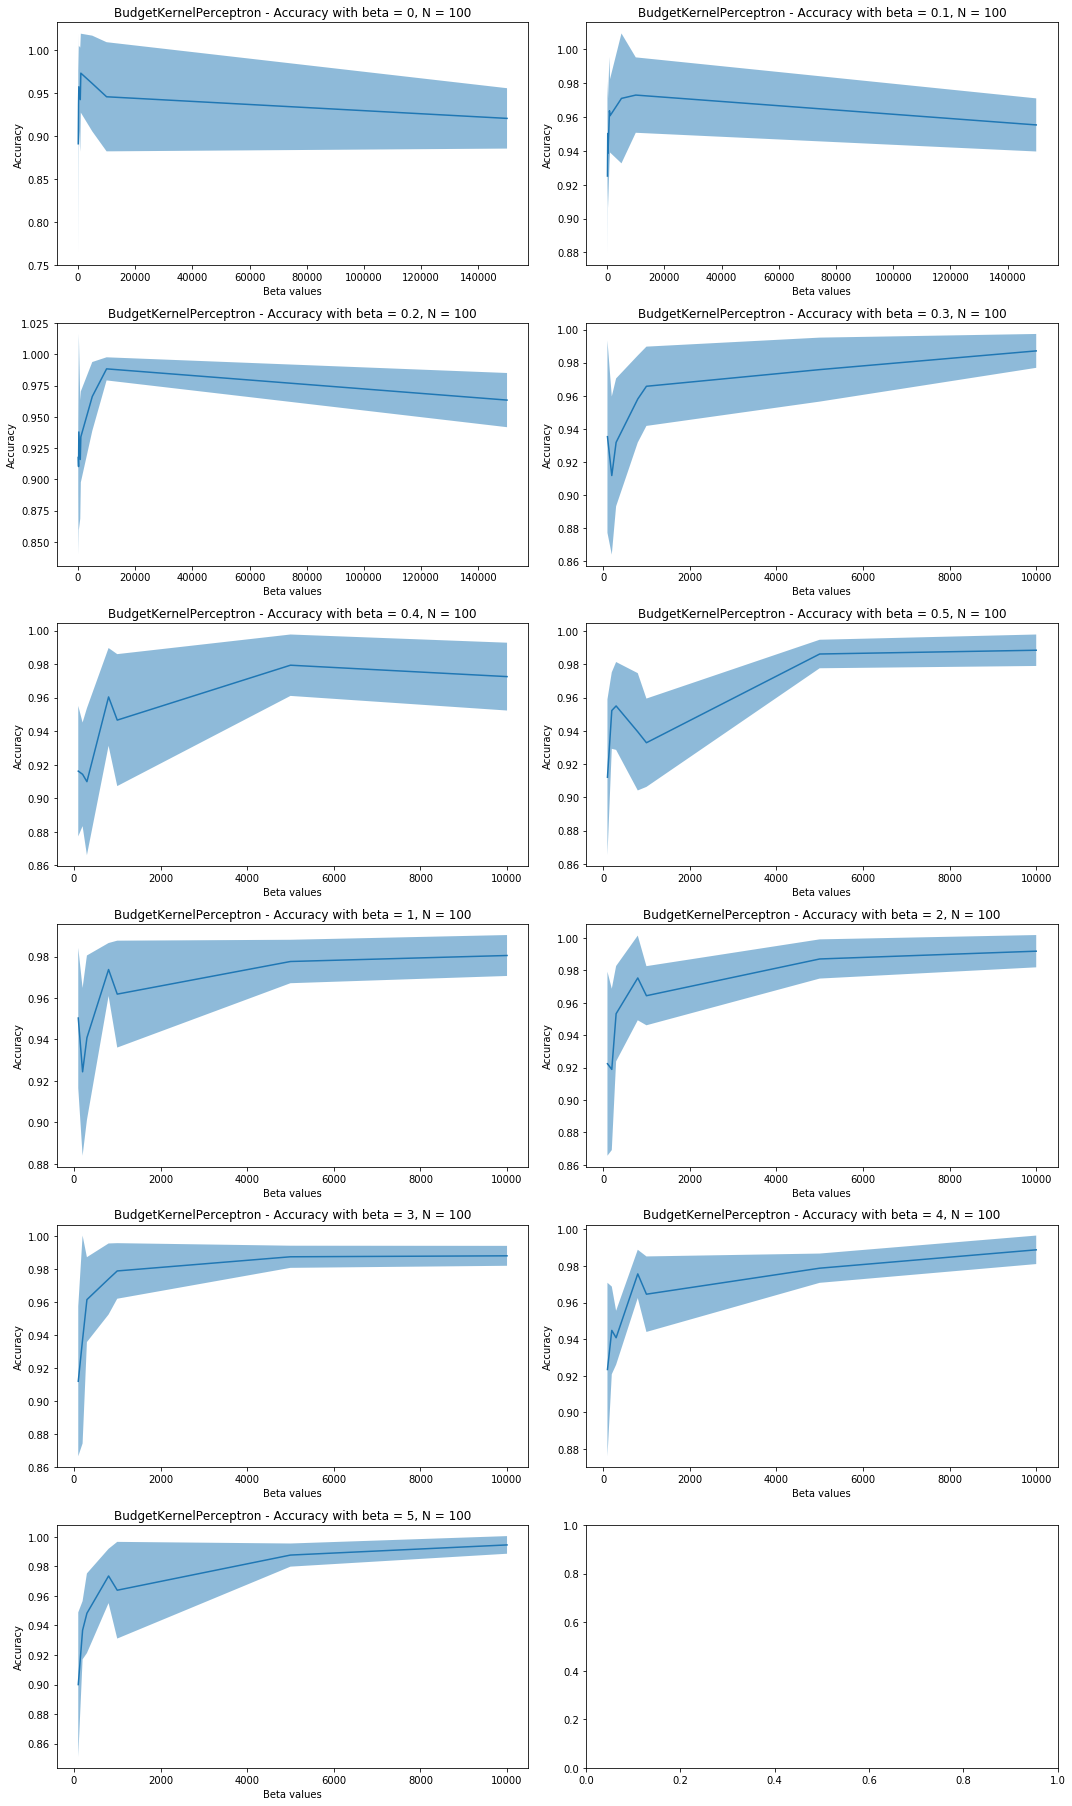 BudgetKernelPerceptron - Accuracy with beta = 0, N = 100
1.00
0.95
0.90
0.85
0.80
0.75
Accuracy
0 20000 40000 60000 80000 100000 120000 140000
Beta values
BudgetKernelPerceptron - Accuracy with beta = 0.1, N = 100
1.00
0.98
0.96
0.94
0.92
0.90
0.88
Accuracy
0 20000 40000 60000 80000 100000 120000 140000
Beta values
BudgetKernelPerceptron - Accuracy with beta = 0.2, N = 100
1.025
1.000
0.975
0.950
0.925
0.900
0.875
0.850
Accuracy
0 20000 40000 60000 80000 100000 120000 140000
Beta values
BudgetKernelPerceptron - Accuracy with beta = 0.3, N = 100
1.00
0.98
0.96
0.94
0.92
0.90
0.88
0.86
Accuracy
0 2000 4000 6000 8000 10000
Beta values
BudgetKernelPerceptron - Accuracy with beta = 0.4, N = 100
1.00
0.98
0.96
0.94
0.92
0.90
0.88
0.86
Accuracy
0 2000 4000 6000 8000 10000
Beta values
BudgetKernelPerceptron - Accuracy with beta = 0.5, N = 100
1.00
0.98
0.96
0.94
0.92
0.90
0.88
0.86
Accuracy
0 2000 4000 6000 8000 10000
Beta values
BudgetKernelPerceptron - Accuracy with beta = 1, N = 100
0.98
0.96
0.94
0.92
0.90
0.88
Accuracy
0 2000 4000 6000 8000 10000
Beta values
BudgetKernelPerceptron - Accuracy with beta = 2, N = 100
1.00
0.98
0.96
0.94
0.92
0.90
0.88
0.86
Accuracy
0 2000 4000 6000 8000 10000
Beta values
BudgetKernelPerceptron - Accuracy with beta = 3, N = 100
1.00
0.98
0.96
0.94
0.92
0.90
0.88
0.86
Accuracy
0 2000 4000 6000 8000 10000
Beta values
BudgetKernelPerceptron - Accuracy with beta = 4, N = 100
1.00
0.98
0.96
0.94
0.92
0.90
0.88
Accuracy
0 2000 4000 6000 8000 10000
Beta values
BudgetKernelPerceptron - Accuracy with beta = 5, N = 100
1.00
0.98
0.96
0.94
0.92
0.90
0.88
0.86
Accuracy
0 2000 4000 6000 8000 10000
Beta values
1.0
0.8
0.6
0.4
0.2
0.0
0.0 0.2 0.4 0.6 0.8 1.0